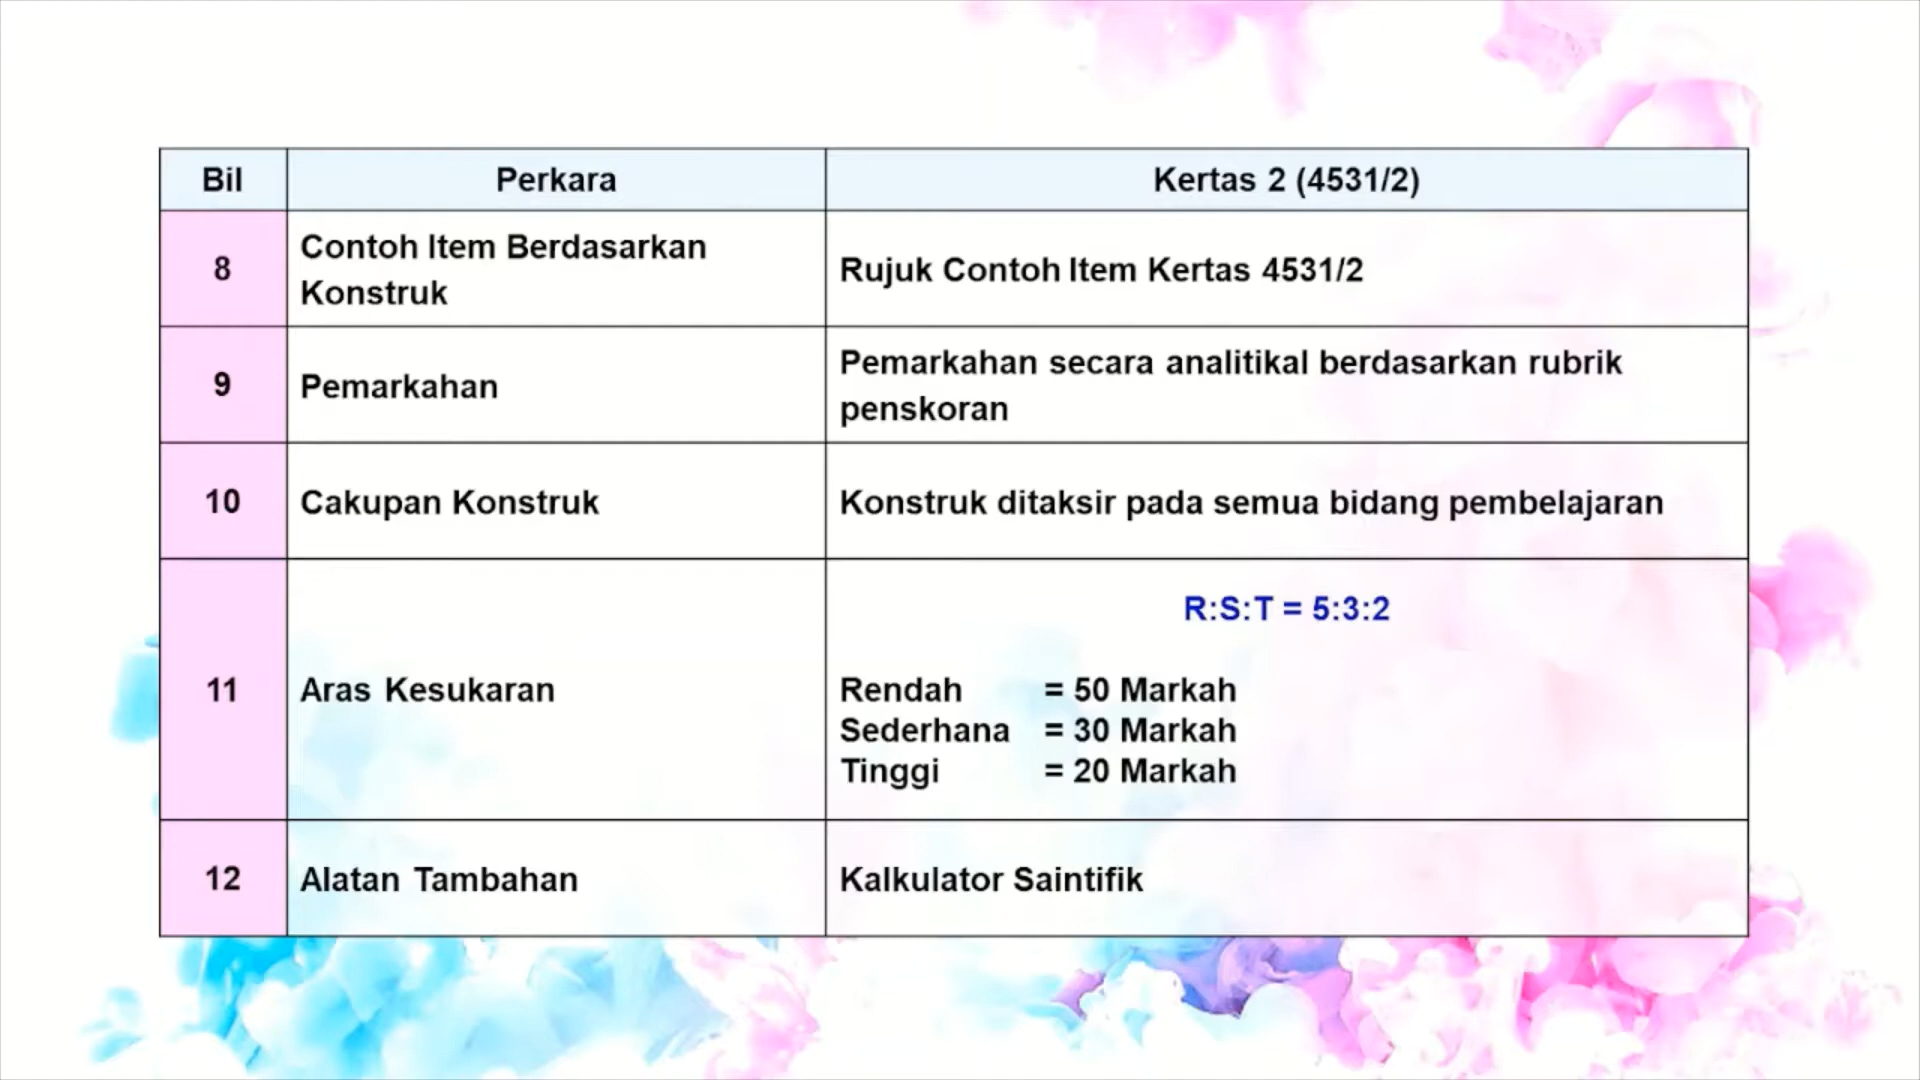 Bil Perkara Kertas 2 (4531/2)
8 Contoh Item Berdasarkan
Konstruk
Rujuk Contoh Item Kertas 4531/2
9 Pemarkahan
Pemarkahan secara analitikal berdasarkan rubrik
penskoran
10 Cakupan Konstruk Konstruk ditaksir pada semua bidang pembelajaran
11 Aras Kesukaran
R:S:T = 5:3:2
Rendah = 50 Markah
Sederhana = 30 Markah
Tinggi = 20 Markah
12 Alatan Tambahan Kalkulator Saintifik